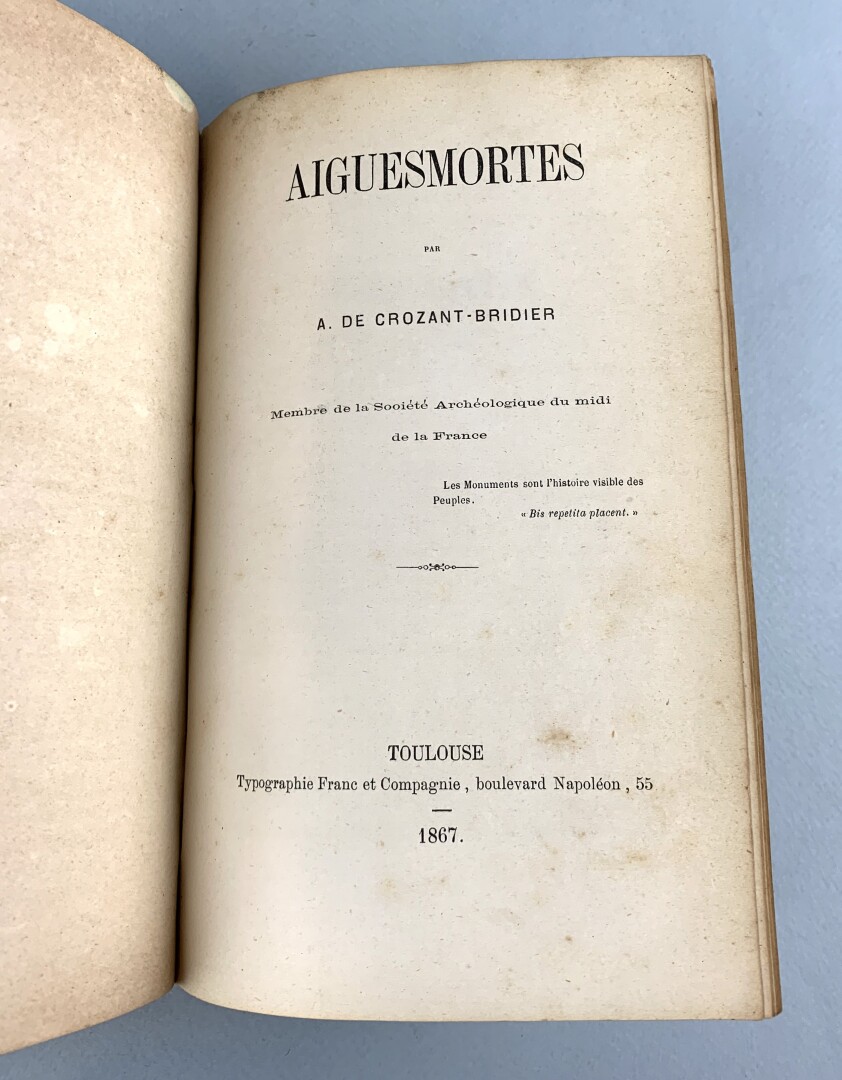 AIGUESMORTES
PAR
A. DE CROZANT-BRIDIER
Membre de la Société Archéologique du midi
de la France
Les Monuments sont l'histoire visible des
Peuples.
« Bis repetita placent. »
TOULOUSE
Typographie Franc et Compagnie , boulevard Napoléon , 55
1867.